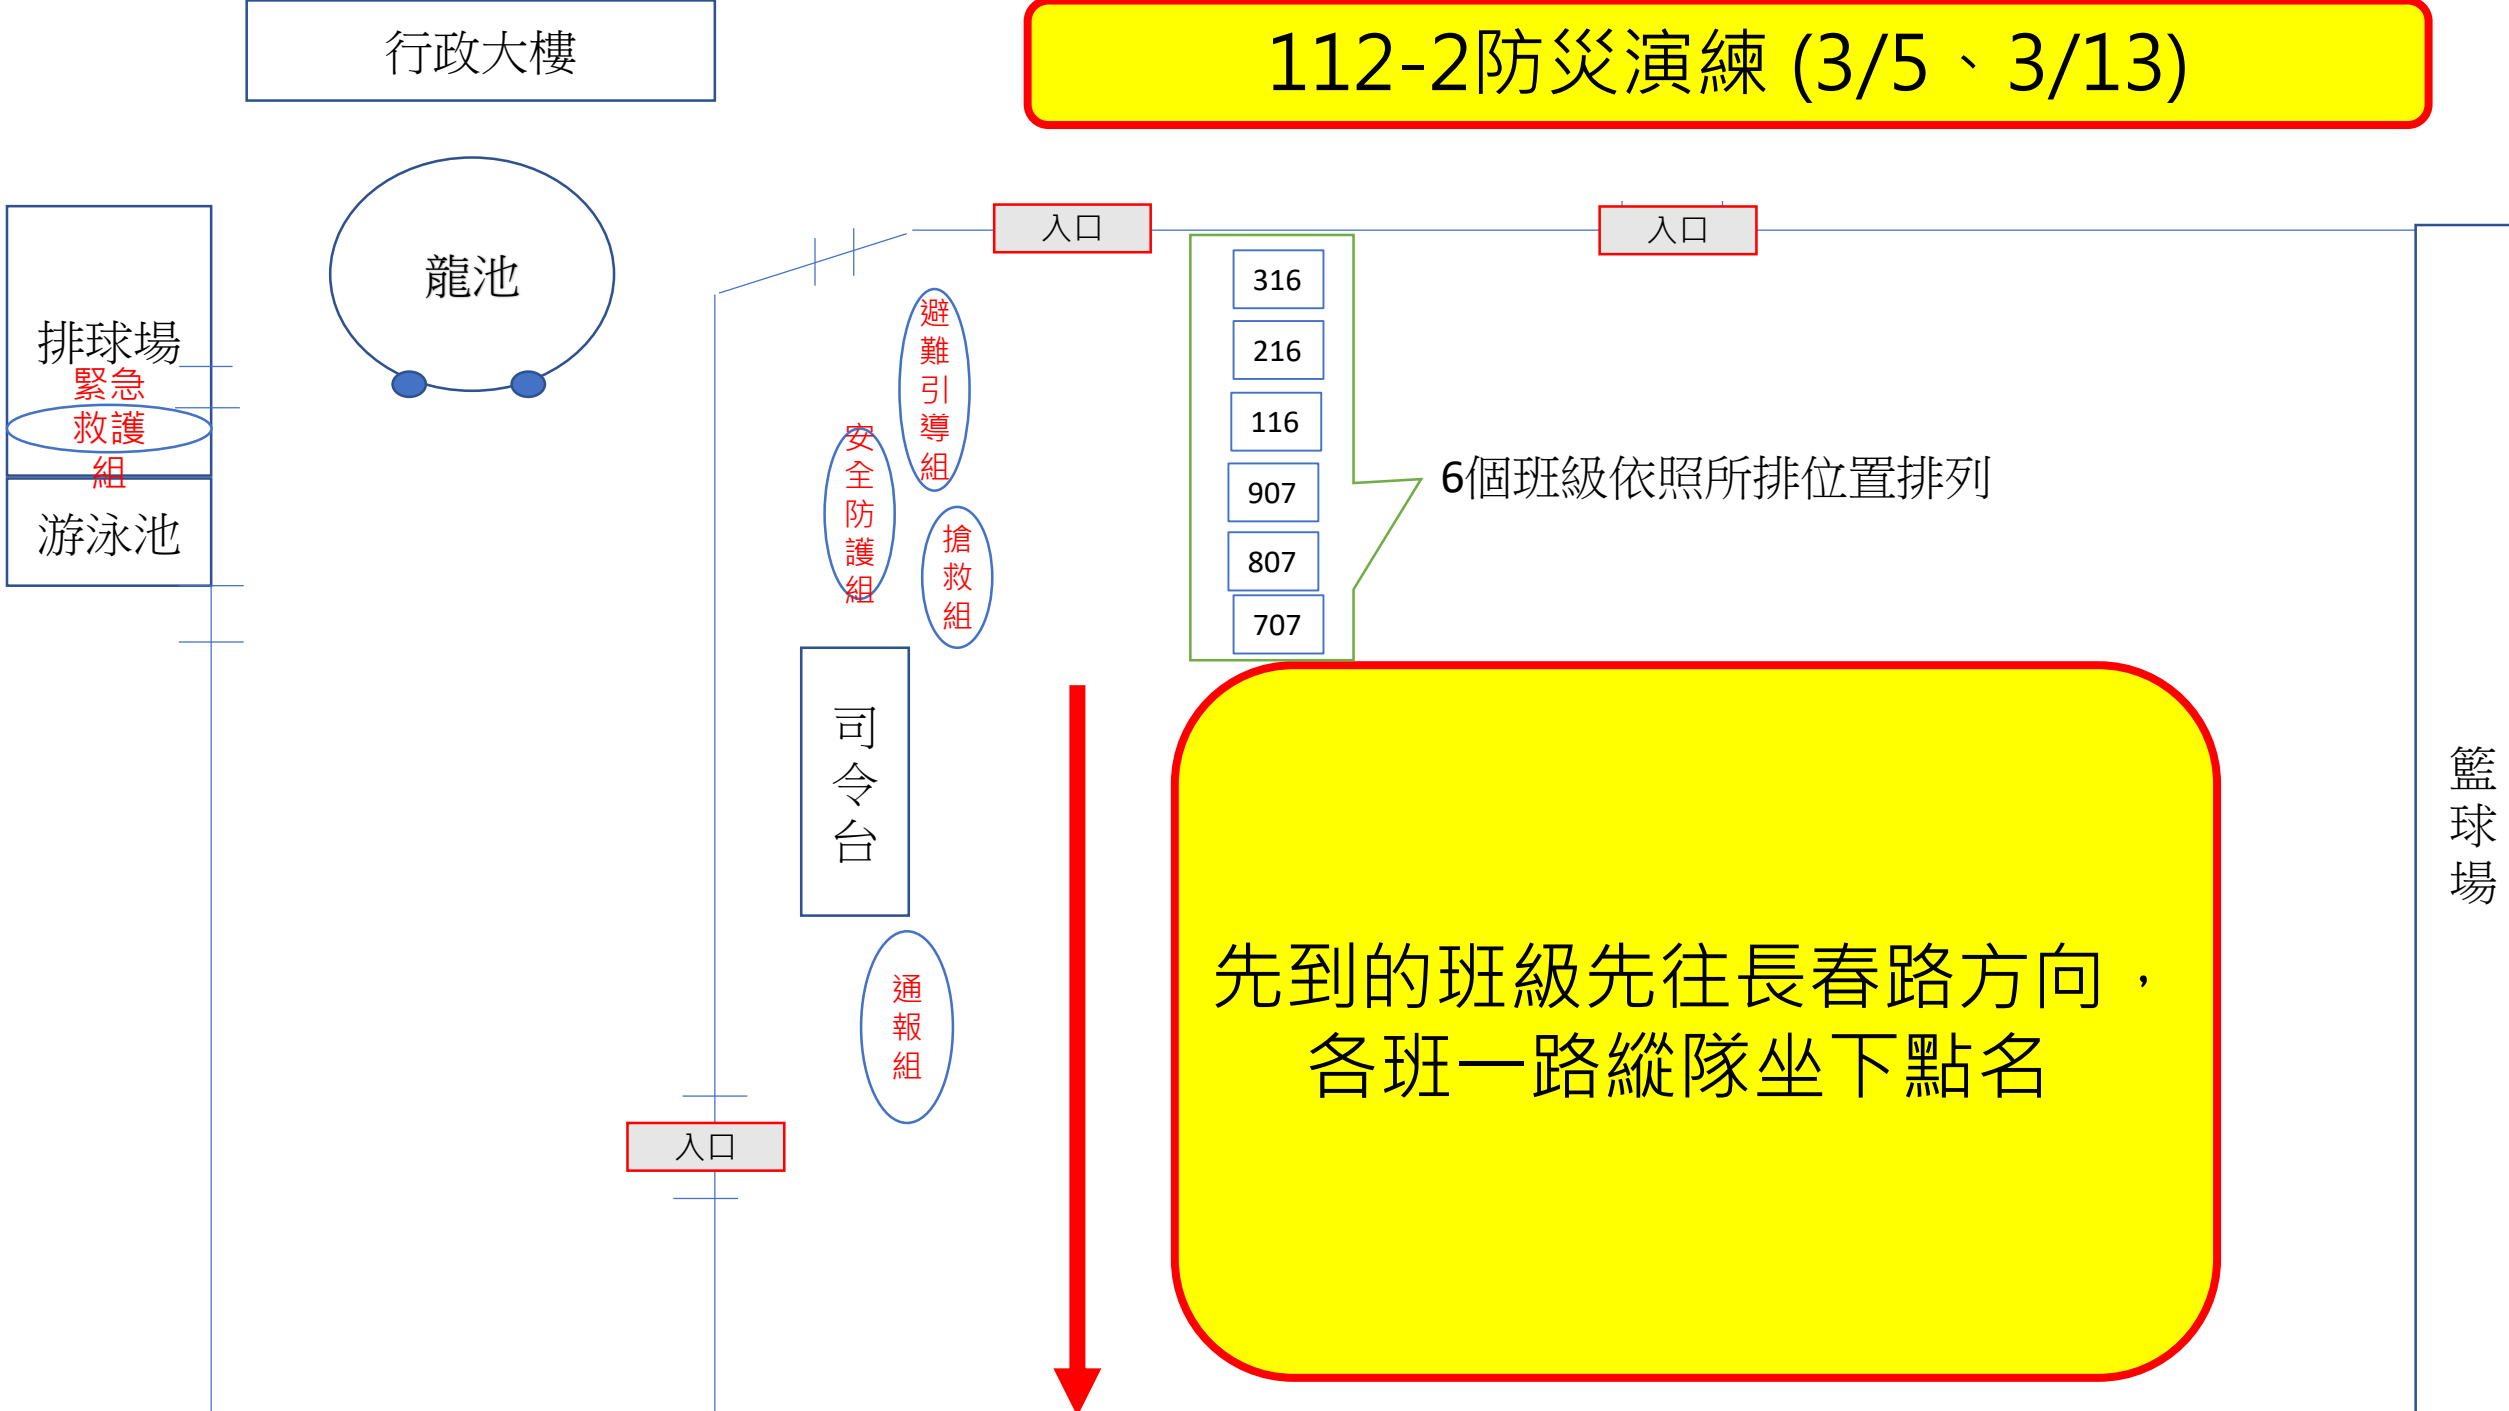 行政大樓
112-2防災演練 (3/5、3/13)
龍池
入口
入口
排球場
緊急
救護
組
游泳池
避難引導組
安全防護組
搶救組
316
216
116
907
807
707
6個班級依照所排位置排列
司令台
通報組
入口
先到的班級先往長春路方向，
各班一路縱隊坐下點名
籃球場